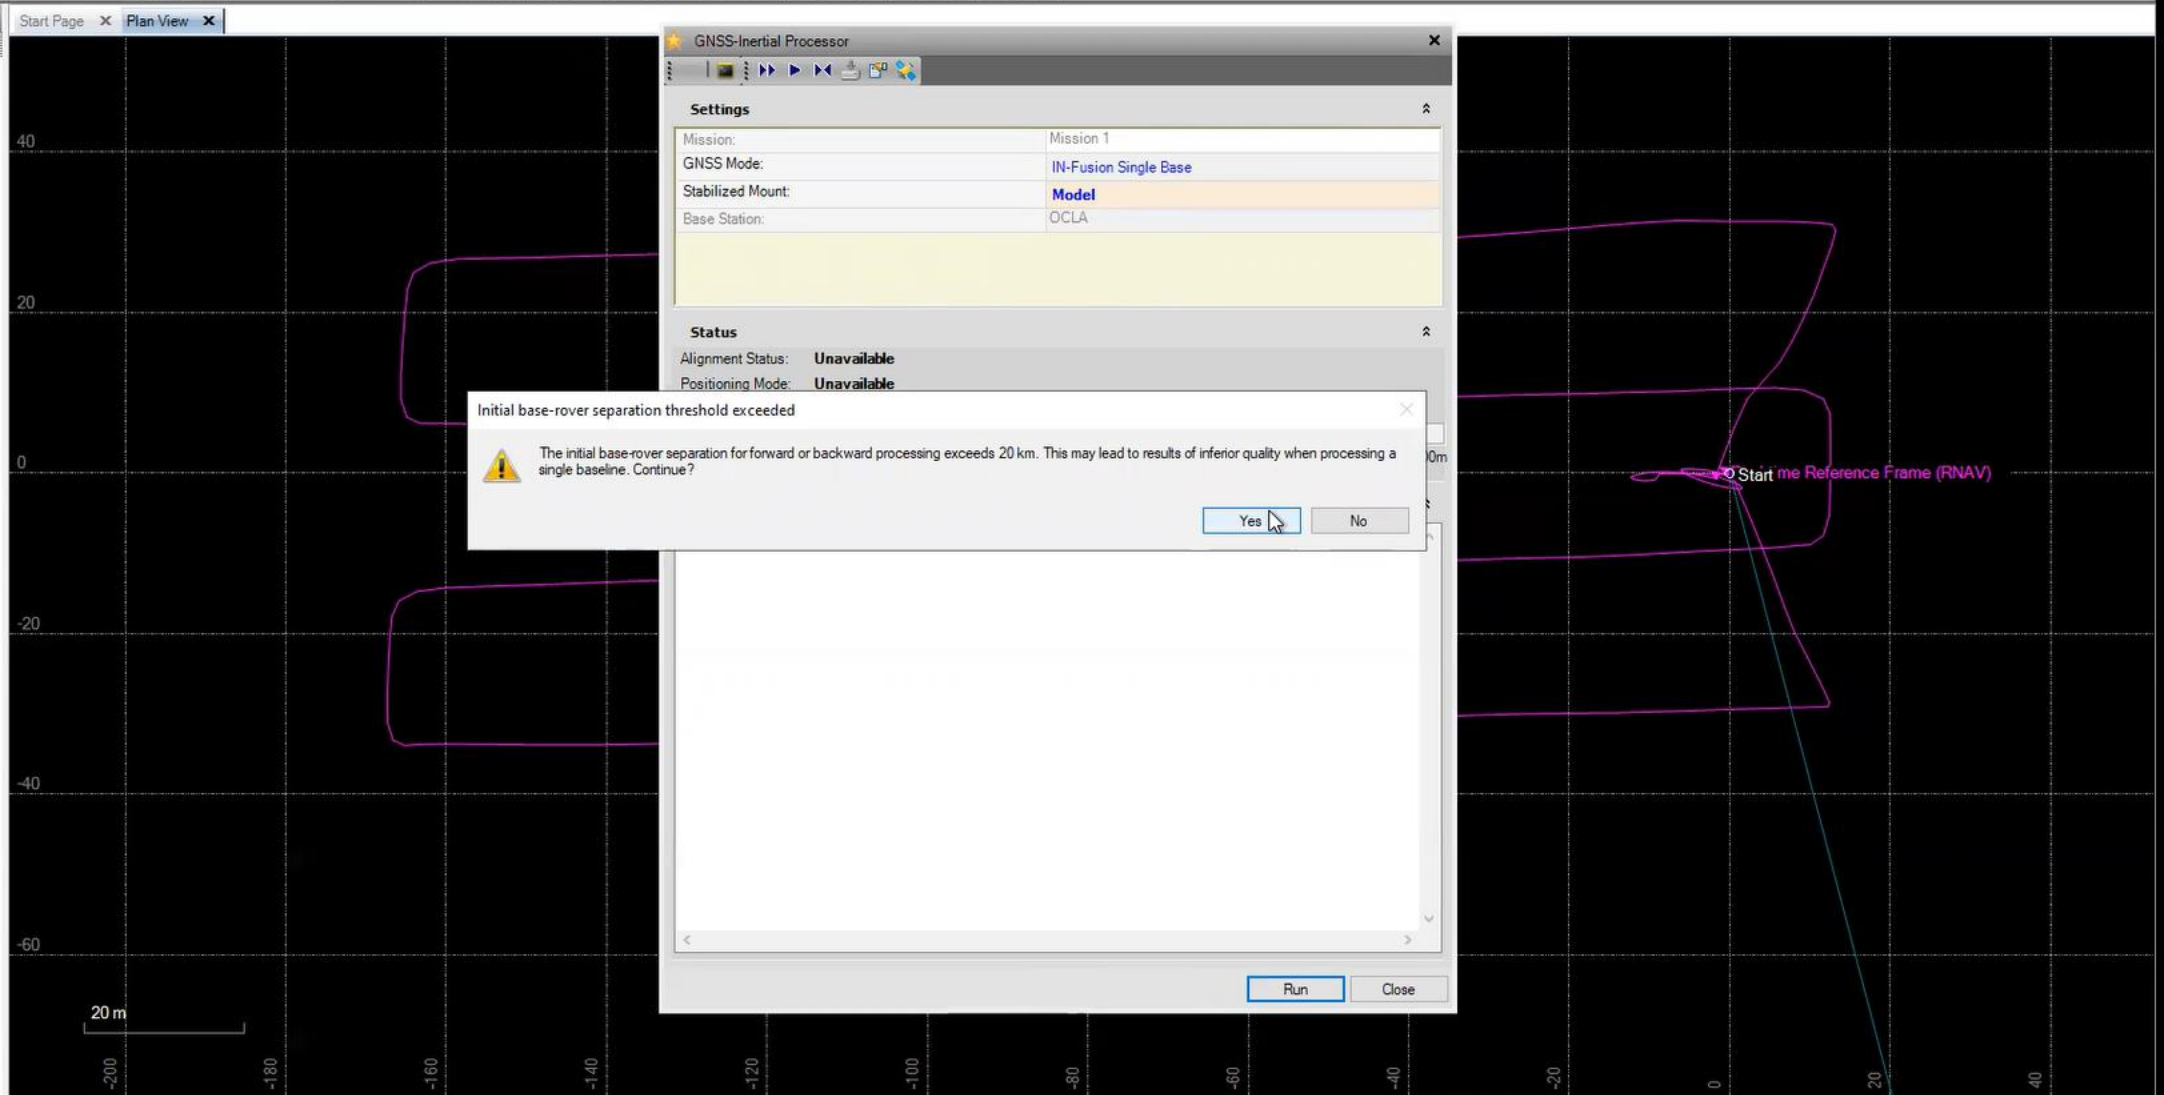 Start Page
Plan View
GNSS-Inertial Processor
Settings
Mission: Mission 1
GNSS Mode: IN-Fusion Single Base
Stabilized Mount: Model
Base Station: OCLA
Status
Alignment Status: Unavailable
Positioning Mode: Unavailable
Initial base-rover separation threshold exceeded
The initial base-rover separation for forward or backward processing exceeds 20 km. This may lead to results of inferior quality when processing a
single baseline. Continue?
Yes No
00m
Start me Reference Frame (RNAV)
Run Close
40
20
0
-20
-40
-60
20 m
-200 -180 -160 -140 -120 -100 -80 -60 -40 -20 0 20 40